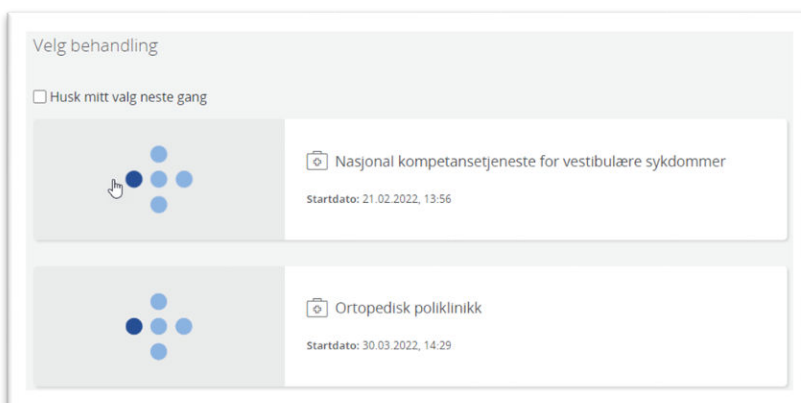 Velg behandling
Husk mitt valg neste gang
Nasjonal kompetansetjeneste for vestibulære sykdommer
Startdato: 21.02.2022, 13:56
Ortopedisk poliklinikk
Startdato: 30.03.2022, 14:29